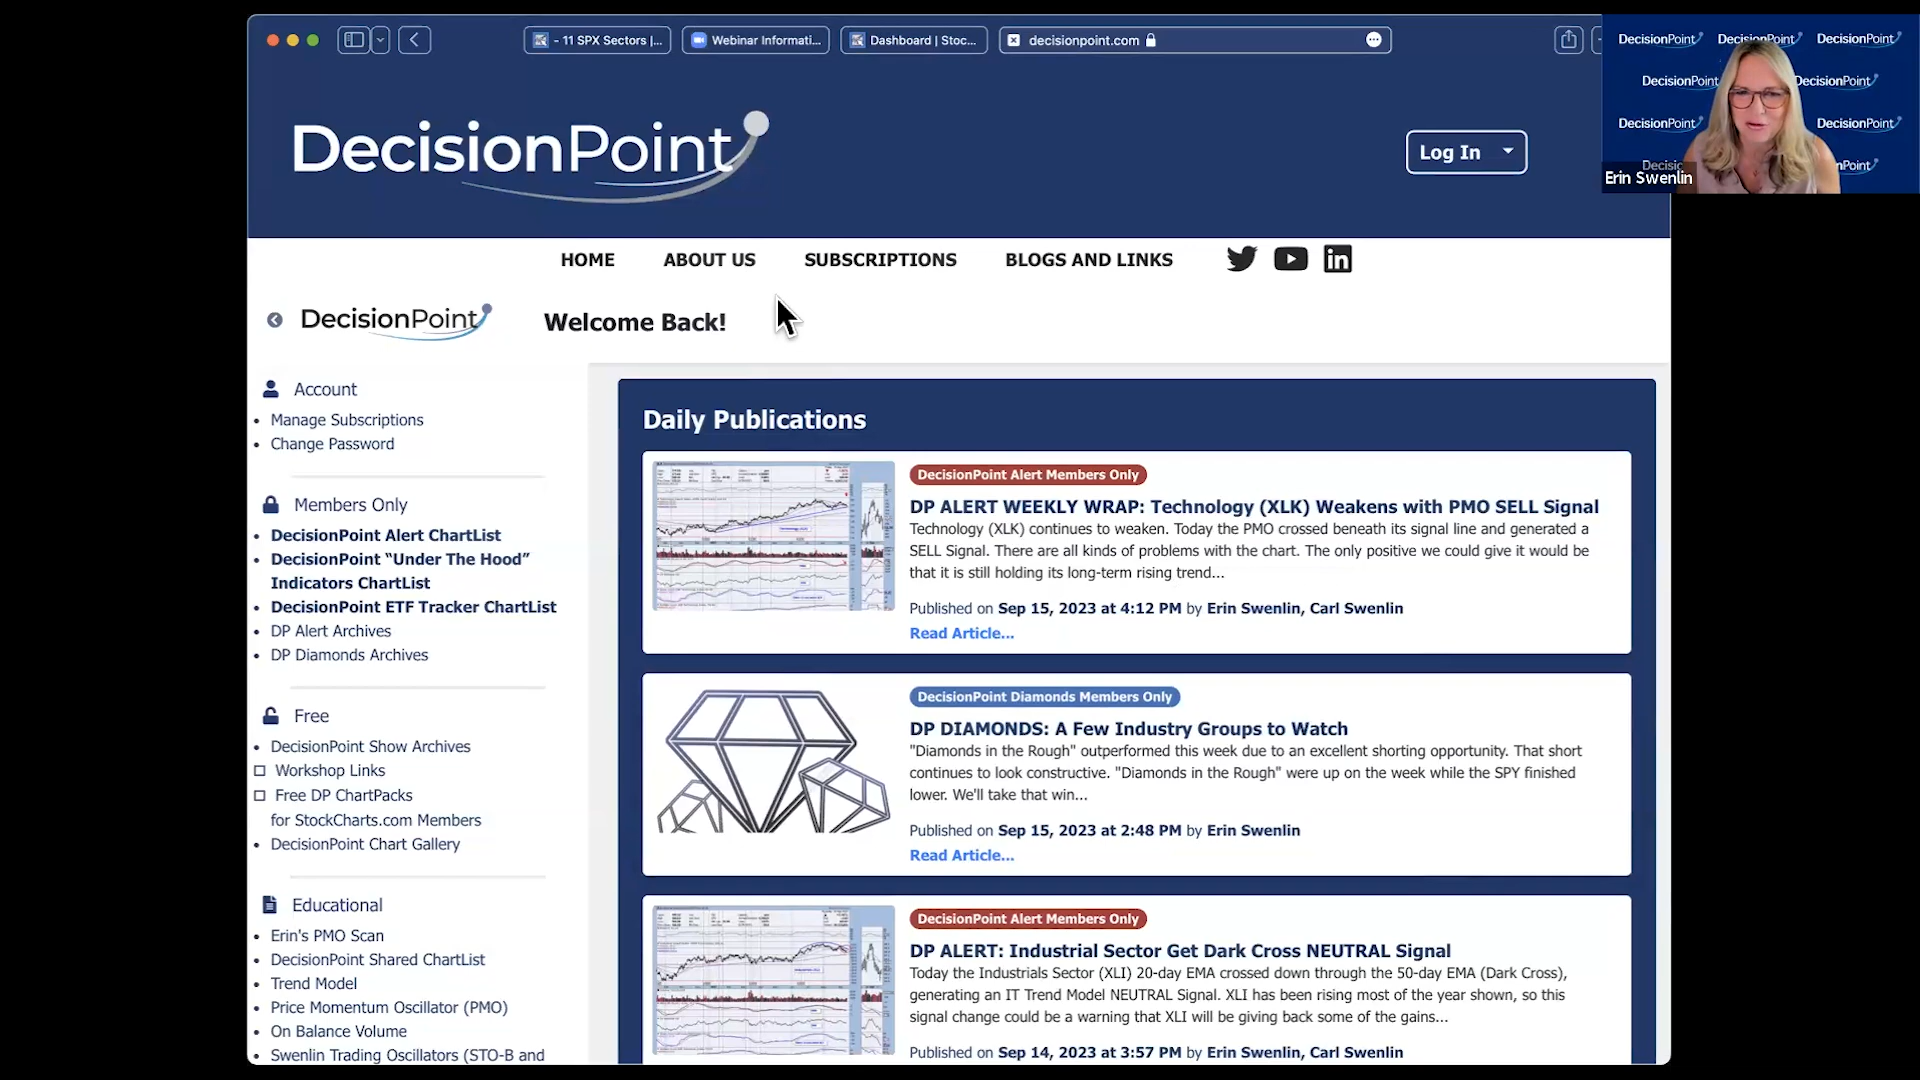 - 11 SPX Sectors |...
Webinar Informati...
Dashboard | Stoc...
decisionpoint.com
DecisionPoint DecisionPoint DecisionPoint
DecisionPoint DecisionPoint
DecisionPoint DecisionPoint
Erin Swenlin
DecisionPoint
Log In
HOME
ABOUT US
SUBSCRIPTIONS
BLOGS AND LINKS
DecisionPoint
Welcome Back!
Account
• Manage Subscriptions
• Change Password
Members Only
• DecisionPoint Alert ChartList
• DecisionPoint “Under The Hood”
Indicators ChartList
• DecisionPoint ETF Tracker ChartList
• DP Alert Archives
• DP Diamonds Archives
Free
• DecisionPoint Show Archives
Workshop Links
Free DP ChartPacks
for StockCharts.com Members
• DecisionPoint Chart Gallery
Educational
• Erin's PMO Scan
• DecisionPoint Shared ChartList
• Trend Model
• Price Momentum Oscillator (PMO)
• On Balance Volume
• Swenlin Trading Oscillators (STO-B and
Daily Publications
DecisionPoint Alert Members Only
DP ALERT WEEKLY WRAP: Technology (XLK) Weakens with PMO SELL Signal
Technology (XLK) continues to weaken. Today the PMO crossed beneath its signal line and generated a
SELL Signal. There are all kinds of problems with the chart. The only positive we could give it would be
that it is still holding its long-term rising trend...
Published on Sep 15, 2023 at 4:12 PM by Erin Swenlin, Carl Swenlin
Read Article...
DecisionPoint Diamonds Members Only
DP DIAMONDS: A Few Industry Groups to Watch
"Diamonds in the Rough" outperformed this week due to an excellent shorting opportunity. That short
continues to look constructive. "Diamonds in the Rough" were up on the week while the SPY finished
lower. We'll take that win...
Published on Sep 15, 2023 at 2:48 PM by Erin Swenlin
Read Article...
DecisionPoint Alert Members Only
DP ALERT: Industrial Sector Get Dark Cross NEUTRAL Signal
Today the Industrials Sector (XLI) 20-day EMA crossed down through the 50-day EMA (Dark Cross),
generating an IT Trend Model NEUTRAL Signal. XLI has been rising most of the year shown, so this
signal change could be a warning that XLI will be giving back some of the gains...
Published on Sep 14, 2023 at 3:57 PM by Erin Swenlin, Carl Swenlin